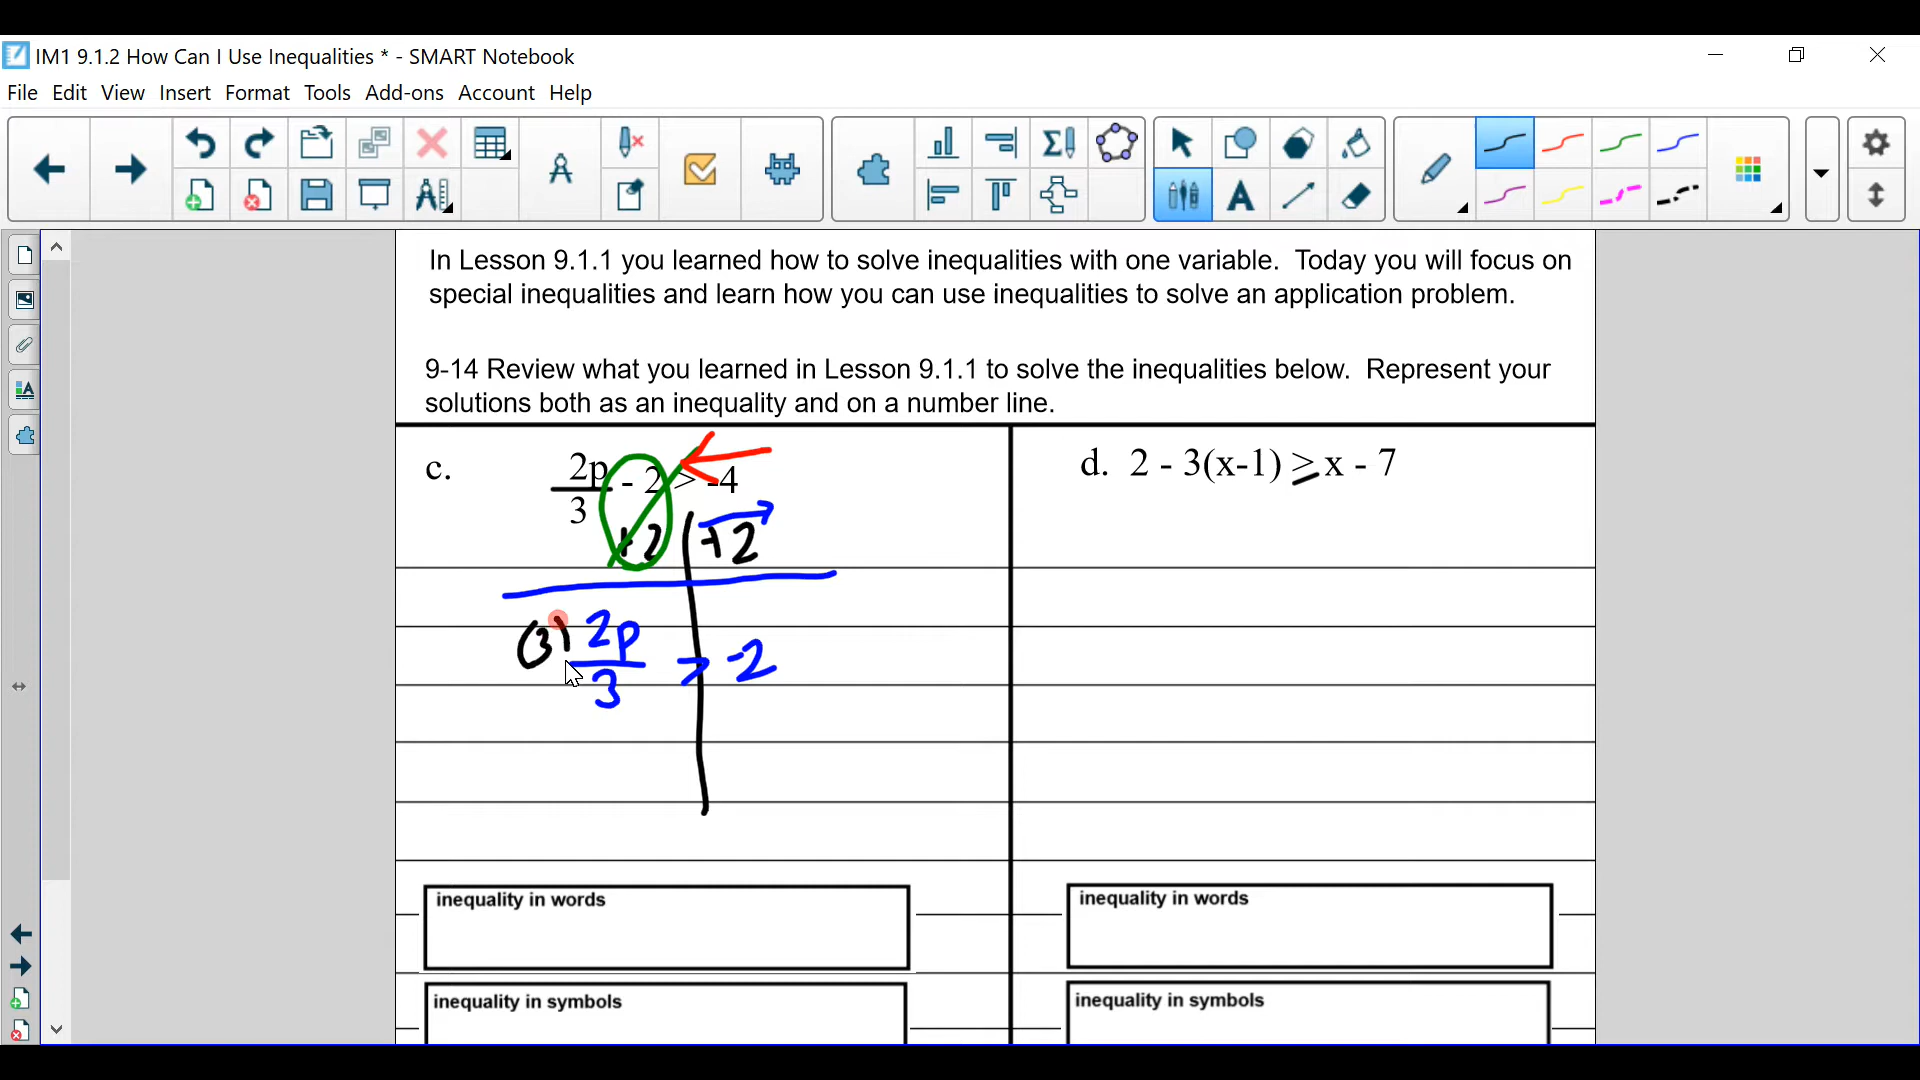 IM1 9.1.2 How Can I Use Inequalities * - SMART Notebook
File Edit View Insert Format Tools Add-ons Account Help
In Lesson 9.1.1 you learned how to solve inequalities with one variable. Today you will focus on
special inequalities and learn how you can use inequalities to solve an application problem.
9-14 Review what you learned in Lesson 9.1.1 to solve the inequalities below. Represent your
solutions both as an inequality and on a number line.
c. 2p/3 - 2 > -4
+2 +2
(3) 2p/3 > -2
inequality in words
inequality in symbols
d. 2 - 3(x-1) ≥ x - 7
inequality in words
inequality in symbols